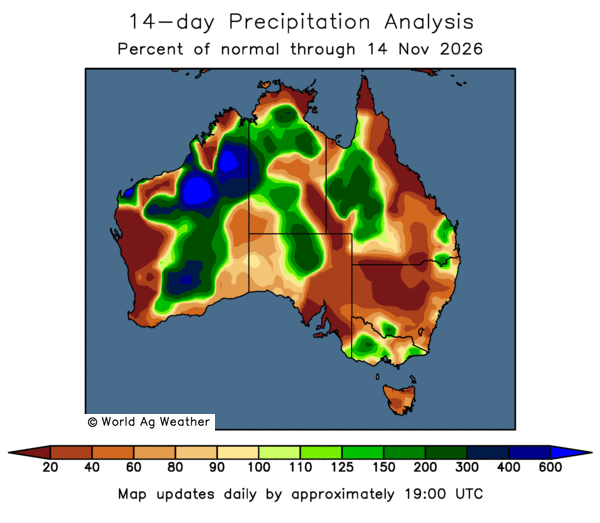 14-day Precipitation Analysis
Percent of normal through 14 Nov 2026
© World Ag Weather
20 40 60 80 90 100 110 125 150 200 300 400 600
Map updates daily by approximately 19:00 UTC